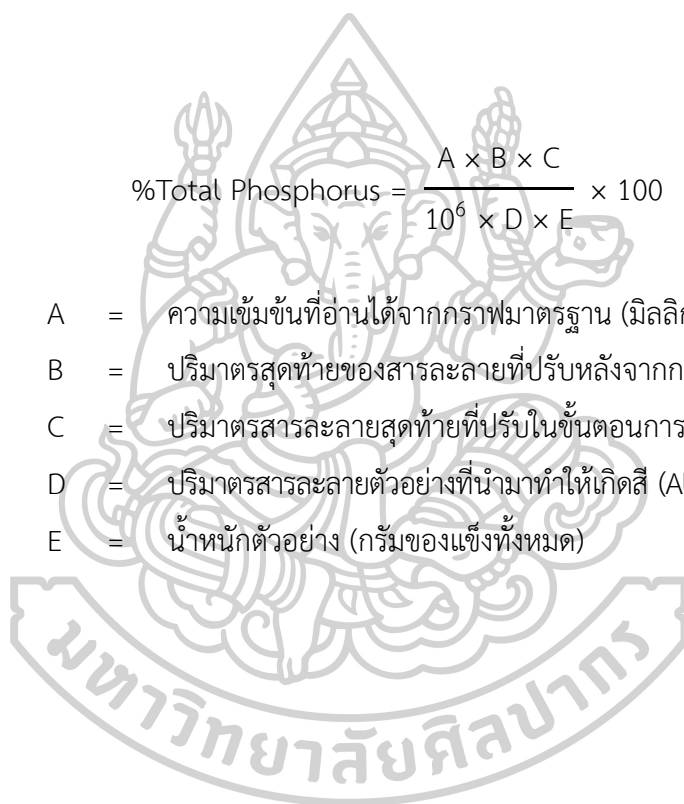 %Total Phosphorus = A × B × C / 10⁶ × D × E × 100
A = ความเข้มข้นที่อ่านได้จากกราฟมาตรฐาน
B = ปริมาตรสุดท้ายของสารละลายที่ปรับหลังจาก
C = ปริมาตรสารละลายสุดท้ายที่ปรับในขั้นตอนการ
D = ปริมาตรสารละลายตัวอย่างที่นำมาทำให้เกิดสี
E = น้ำหนักตัวอย่าง (กรัมของแข็งทั้งหมด)
มหาวิทยาลัยศิลปากร